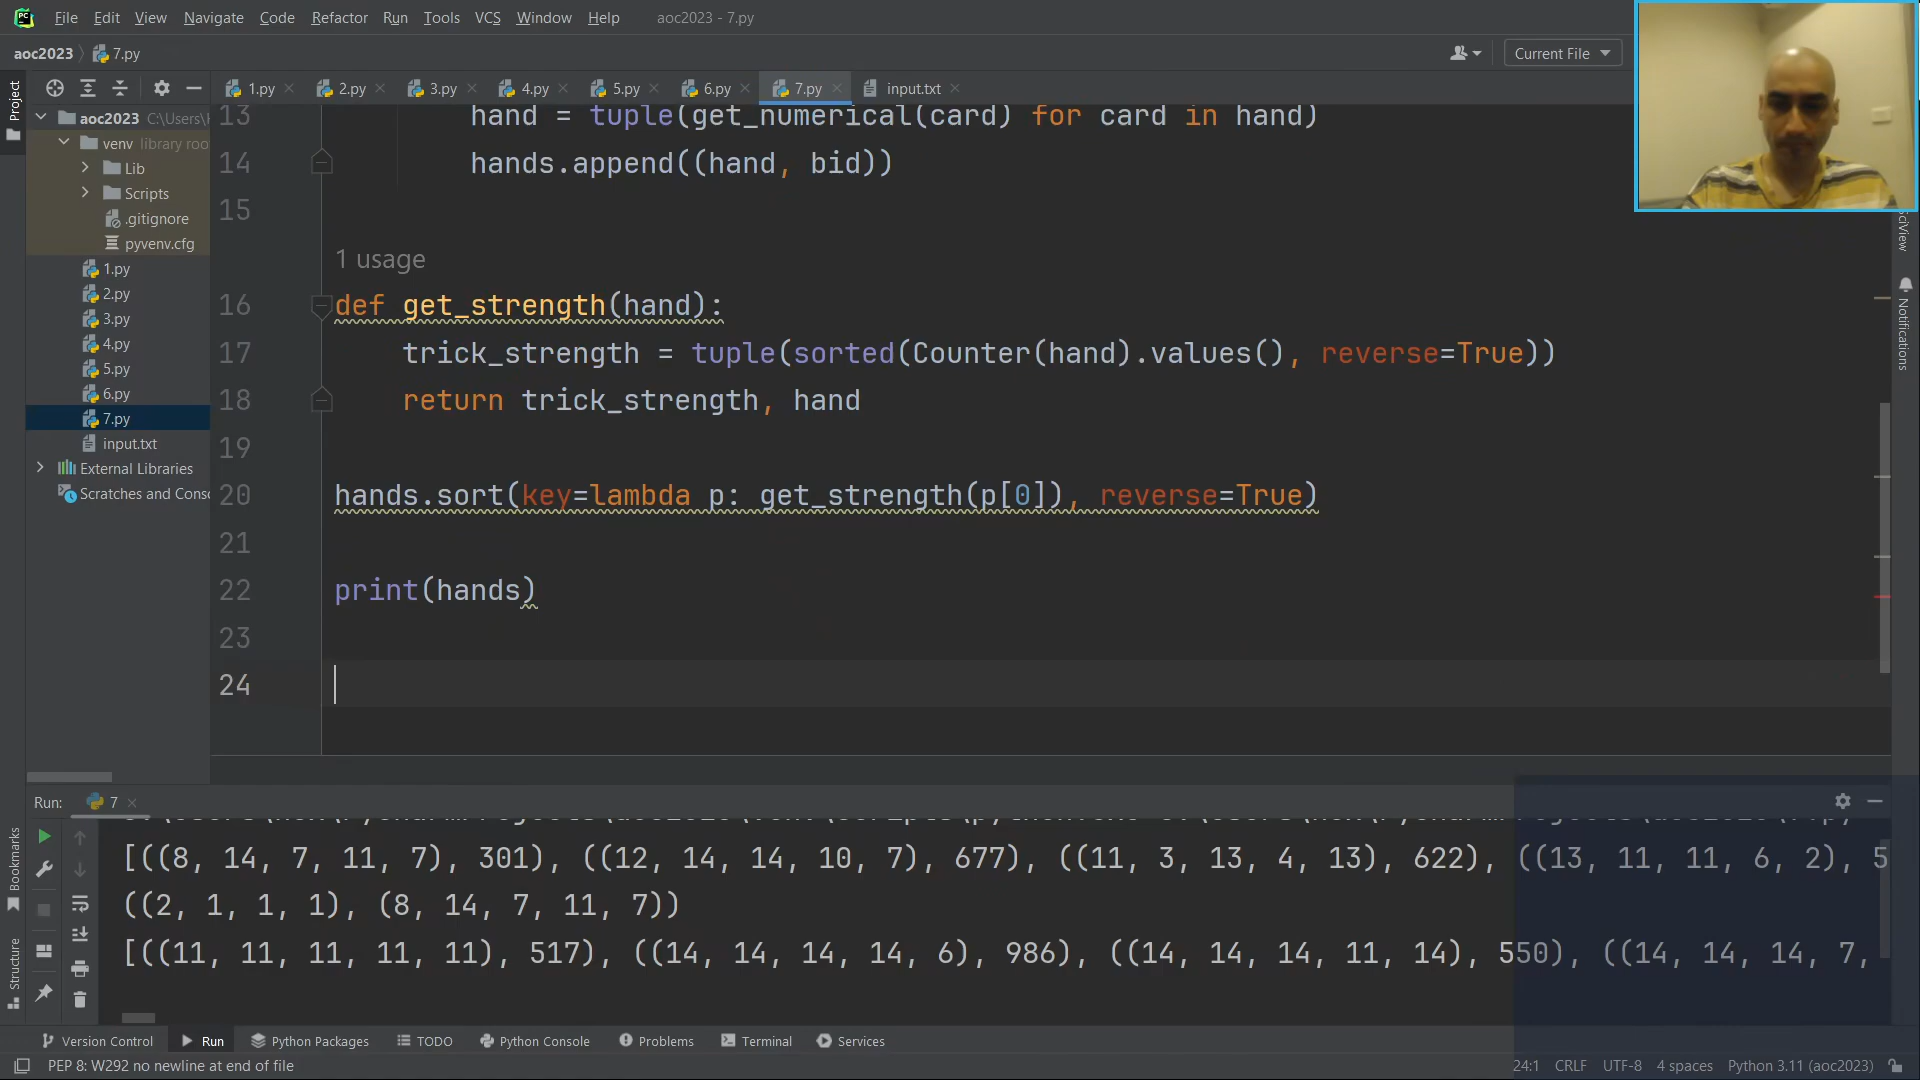 File Edit View Navigate Code Refactor Run Tools VCS Window Help aoc2023 - 7.py
aoc2023 7.py Current File
Project
1.py 2.py 3.py 4.py 5.py 6.py 7.py input.txt
aoc2023 C:\Users\
venv library roo
Lib
Scripts
.gitignore
pyvenv.cfg
1.py
2.py
3.py
4.py
5.py
6.py
7.py
input.txt
External Libraries
Scratches and Conso
13 hand = tuple(get_numerical(card) for card in hand)
14 hands.append((hand, bid))
15
1 usage
16 def get_strength(hand):
17 trick_strength = tuple(sorted(Counter(hand).values(), reverse=True))
18 return trick_strength, hand
19
20 hands.sort(key=lambda p: get_strength(p[0]), reverse=True)
21
22 print(hands)
23
24
SciView
Notifications
Run: 7
[((8, 14, 7, 11, 7), 301), ((12, 14, 14, 10, 7), 677), ((11, 3, 13, 4, 13), 622), ((13, 11, 11, 6, 2), 5
((2, 1, 1, 1), (8, 14, 7, 11, 7))
[((11, 11, 11, 11, 11), 517), ((14, 14, 14, 14, 6), 986), ((14, 14, 14, 11, 14), 550), ((14, 14, 14, 7,
Bookmarks
Structure
Version Control Run Python Packages TODO Python Console Problems Terminal Services
PEP 8: W292 no newline at end of file 24:1 CRLF UTF-8 4 spaces Python 3.11 (aoc2023)